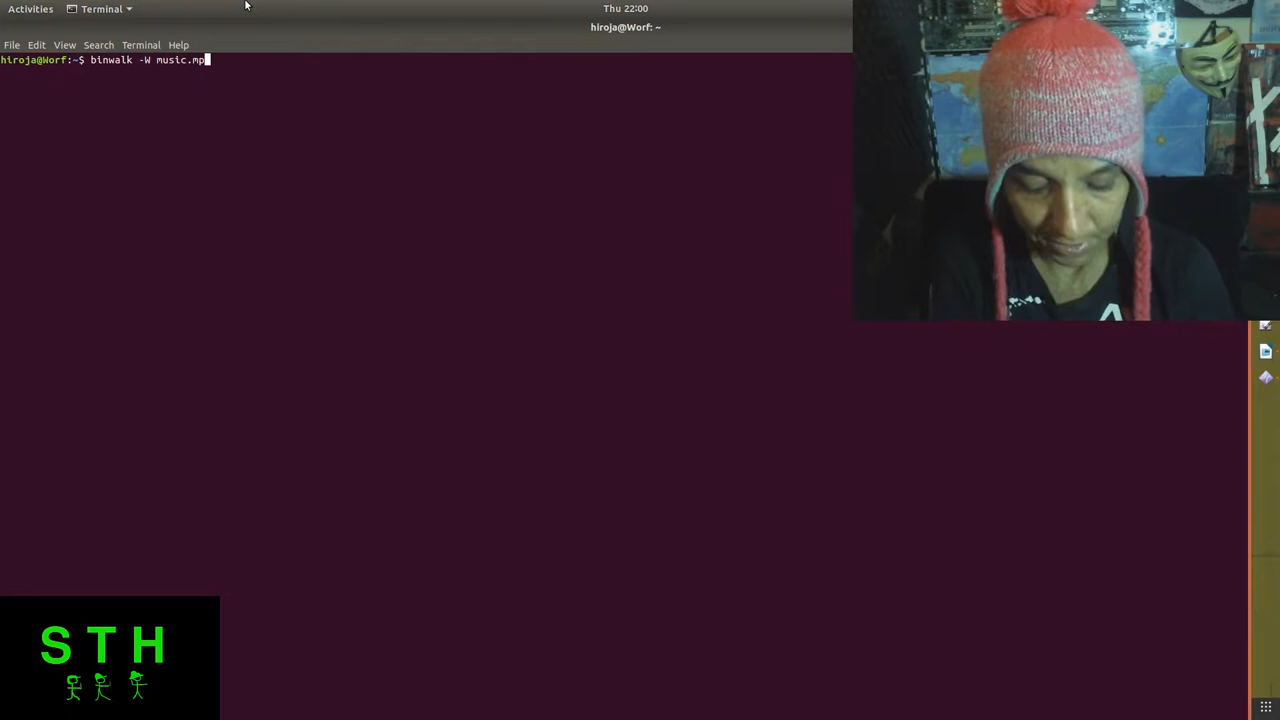 Activities Terminal Thu 22:00
hiroja@Worf: ~
File Edit View Search Terminal Help
hiroja@Worf:~$ binwalk -W music.mp
S T H